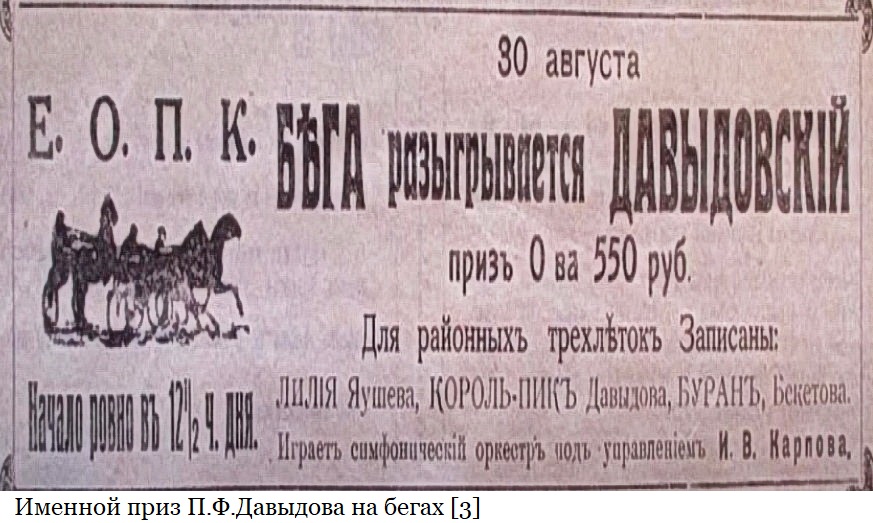 30 августа
Е. О. П. К. БѢГА разыгрывается ДАВЫДОВСКІЙ
призъ О ва 550 руб.
Для районныхъ трехлѣтокъ Записаны:
ЛИЛІЯ Яушева, КОРОЛЬ-ПИКЪ Давыдова, БУРАНЪ, Бекетова.
Начало ровно въ 12½ ч. дня.
Играетъ симфоническій оркестръ подъ управленіемъ И. В. Карпова,
Именной приз П.Ф.Давыдова на бегах [3]